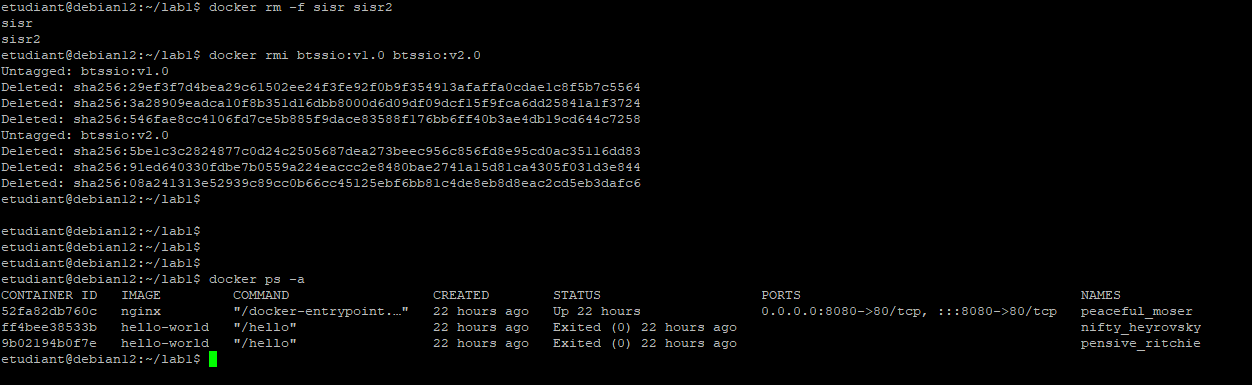 etudiant@debian12:~/lab1$ docker rm -f sisr sisr2
sisr
sisr2
etudiant@debian12:~/lab1$ docker rmi btssio:v1.0 btssio:v2.0
Untagged: btssio:v1.0
Deleted: sha256:29ef3f7d4bea29c61502ee24f3fe92f0b9f354913afaffa0cdae1c8f5b7c5564
Deleted: sha256:3a28909eadca10f8b351d16dbb8000d6d09df09dcf15f9fca6dd25841a1f3724
Deleted: sha256:546fae8cc4106fd7ce5b885f9dace83588f176bb6ff40b3ae4db19cd644c7258
Untagged: btssio:v2.0
Deleted: sha256:5be1c3c2824877c0d24c2505687dea273beec956c856fd8e95cd0ac35116dd83
Deleted: sha256:91ed640330fdbe7b0559a224eaccc2e8480bae2741a15d81ca4305f031d3e844
Deleted: sha256:08a241313e52939c89cc0b66cc45125ebf6bb81c4de8eb8d8eac2cd5eb3dafc6
etudiant@debian12:~/lab1$
etudiant@debian12:~/lab1$
etudiant@debian12:~/lab1$
etudiant@debian12:~/lab1$
etudiant@debian12:~/lab1$ docker ps -a
CONTAINER ID   IMAGE         COMMAND                  CREATED        STATUS                    PORTS                                   NAMES
52fa82db760c   nginx         "/docker-entrypoint.…"   22 hours ago   Up 22 hours               0.0.0.0:8080->80/tcp, :::8080->80/tcp   peaceful_moser
ff4bee38533b   hello-world   "/hello"                 22 hours ago   Exited (0) 22 hours ago                                           nifty_heyrovsky
9b02194b0f7e   hello-world   "/hello"                 22 hours ago   Exited (0) 22 hours ago                                           pensive_ritchie
etudiant@debian12:~/lab1$